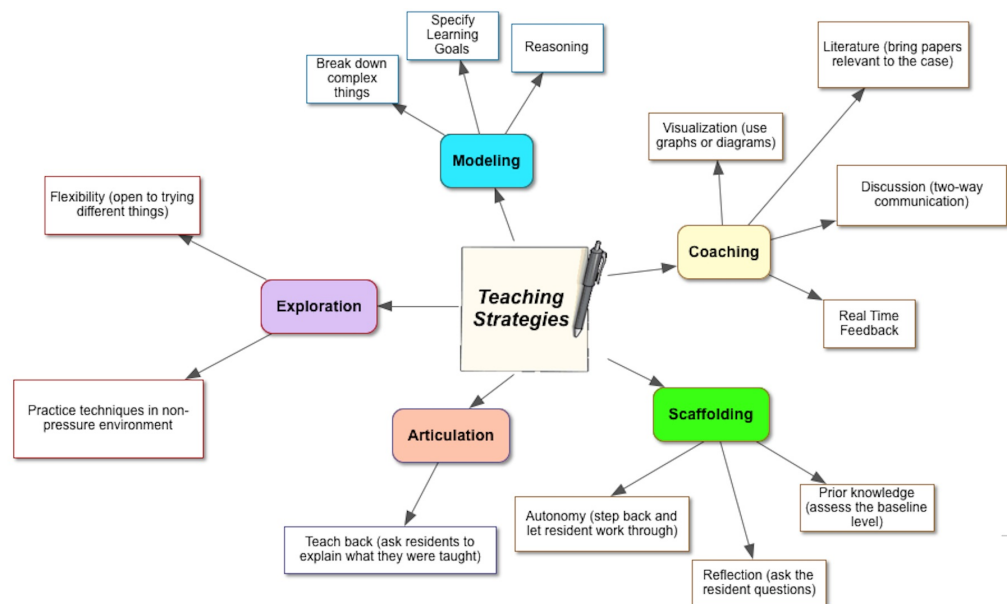 Specify
Learning
Goals
Reasoning
Break down
complex
things
Modeling
Literature (bring papers
relevant to the case)
Visualization (use
graphs or diagrams)
Discussion (two-way
communication)
Coaching
Real Time
Feedback
Flexibility (open to trying
different things)
Exploration
Practice techniques in non-
pressure environment
Teaching
Strategies
Articulation
Teach back (ask residents to
explain what they were taught)
Scaffolding
Autonomy (step back and
let resident work through)
Prior knowledge
(assess the baseline
level)
Reflection (ask the
resident questions)